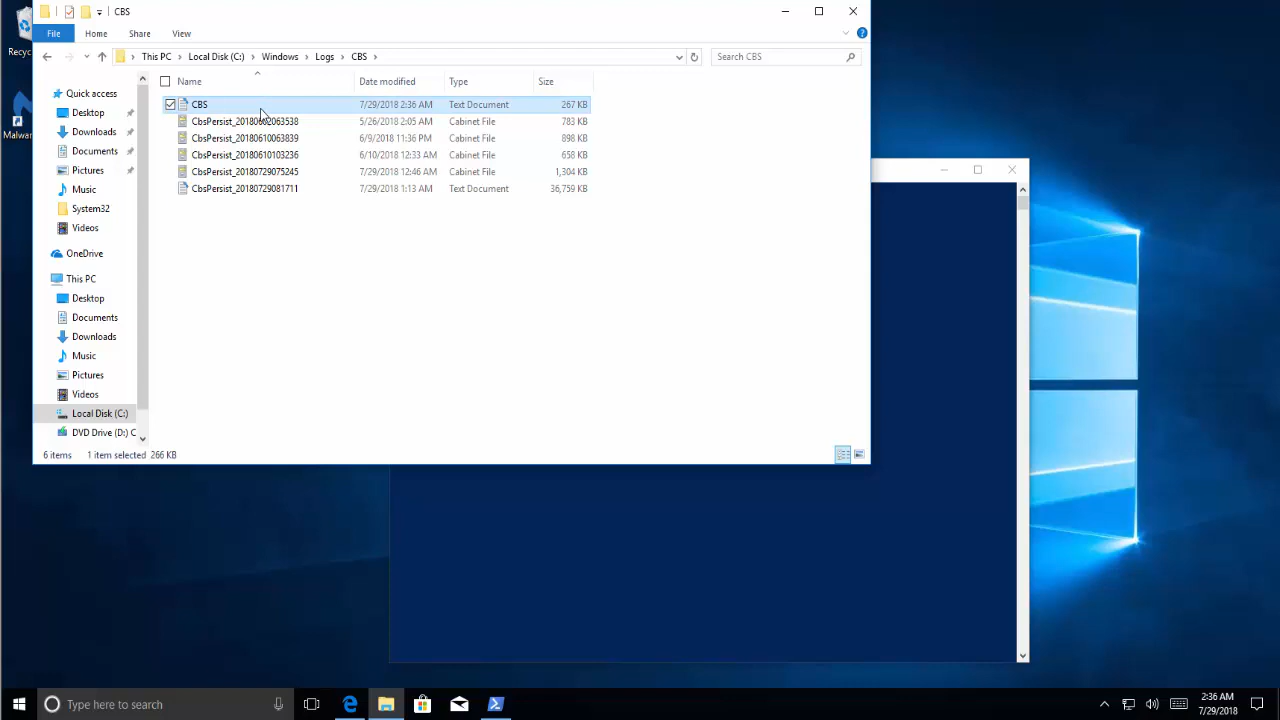 CBS
File Home Share View
This PC Local Disk (C:) Windows Logs CBS
Search CBS
Name Date modified Type Size
CBS 7/29/2018 2:36 AM Text Document 267 KB
5/26/2018 2:05 AM Cabinet File 783 KB
CbsPersist_20180610063839 6/9/2018 11:36 PM Cabinet File 898 KB
CbsPersist_20180610103236 6/10/2018 12:33 AM Cabinet File 658 KB
CbsPersist_20180729075245 7/29/2018 12:46 AM Cabinet File 1,304 KB
CbsPersist_20180729081711 7/29/2018 1:13 AM Text Document 36,759 KB
Quick access
Desktop
Downloads
Documents
Pictures
Music
System32
Videos
OneDrive
This PC
Desktop
Documents
Downloads
Music
Pictures
Videos
Local Disk (C:)
DVD Drive (D:) C
6 items 1 item selected 266 KB
Recyc
Malwar
Type here to search
2:36 AM
7/29/2018